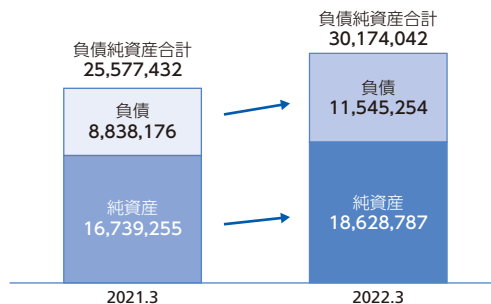 負債純資産合計
25,577,432
負債
8,838,176
純資産
16,739,255
2021.3
負債純資産合計
30,174,042
負債
11,545,254
純資産
18,628,787
2022.3